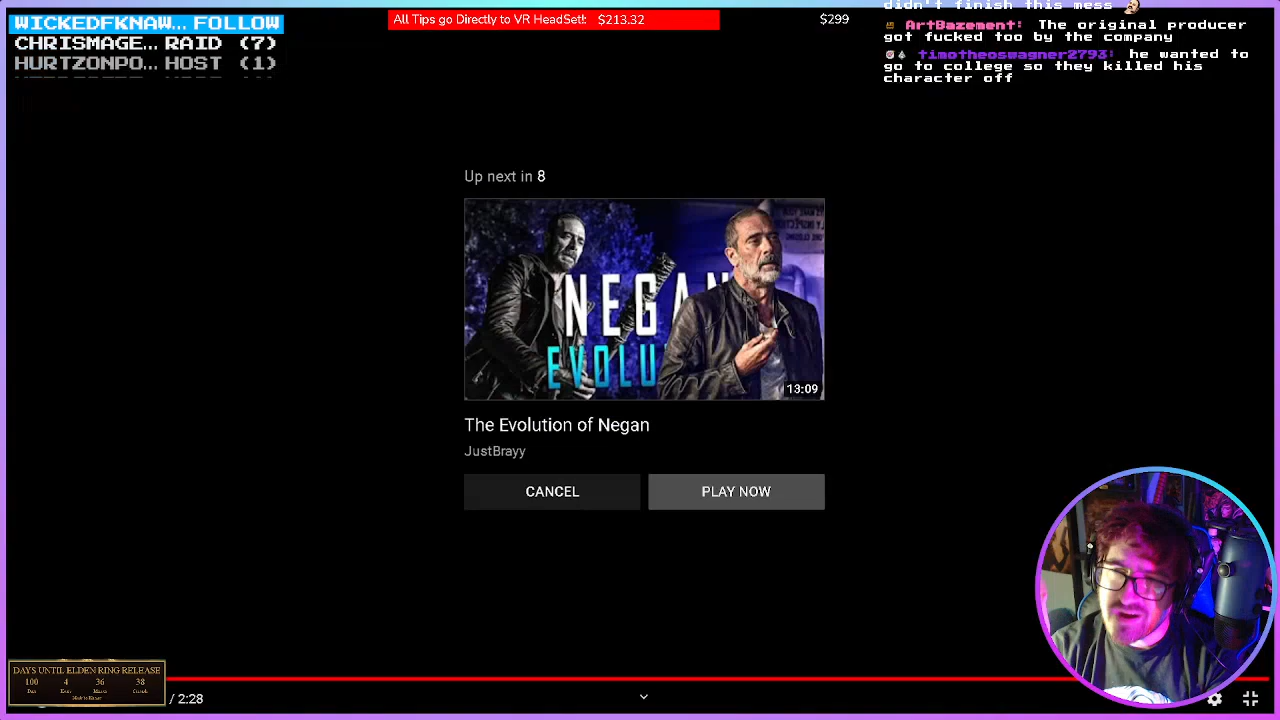 WICKEDFKNAW... FOLLOW
CHRISMAGE... RAID (7)
HURTZONPO... HOST (1)
All Tips go Directly to VR HeadSet! $213.32
$299
didn't finish this mess
ArtBazement: The original producer
got fucked too by the company
timotheoswagner2793: he wanted to
go to college so they killed his
character off
Up next in 8
NEGAN
EVOLU
13:09
The Evolution of Negan
JustBrayy
CANCEL
PLAY NOW
DAYS UNTIL ELDEN RING RELEASE
100 4 36 38
/ 2:28